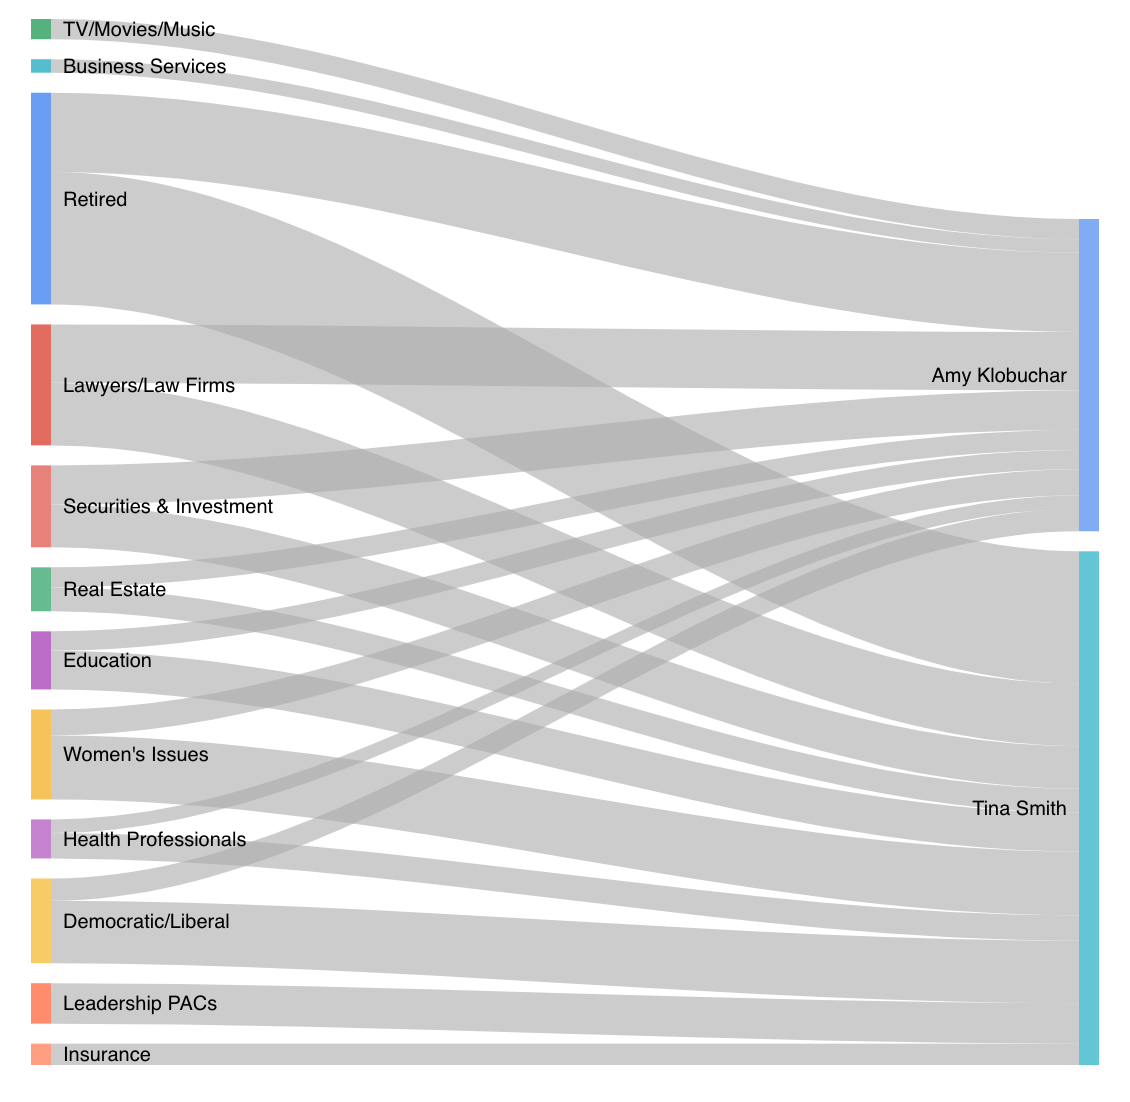 TV/Movies/Music
Business Services
Retired
Lawyers/Law Firms
Securities & Investment
Real Estate
Education
Women's Issues
Health Professionals
Democratic/Liberal
Leadership PACs
Insurance
Amy Klobuchar
Tina Smith